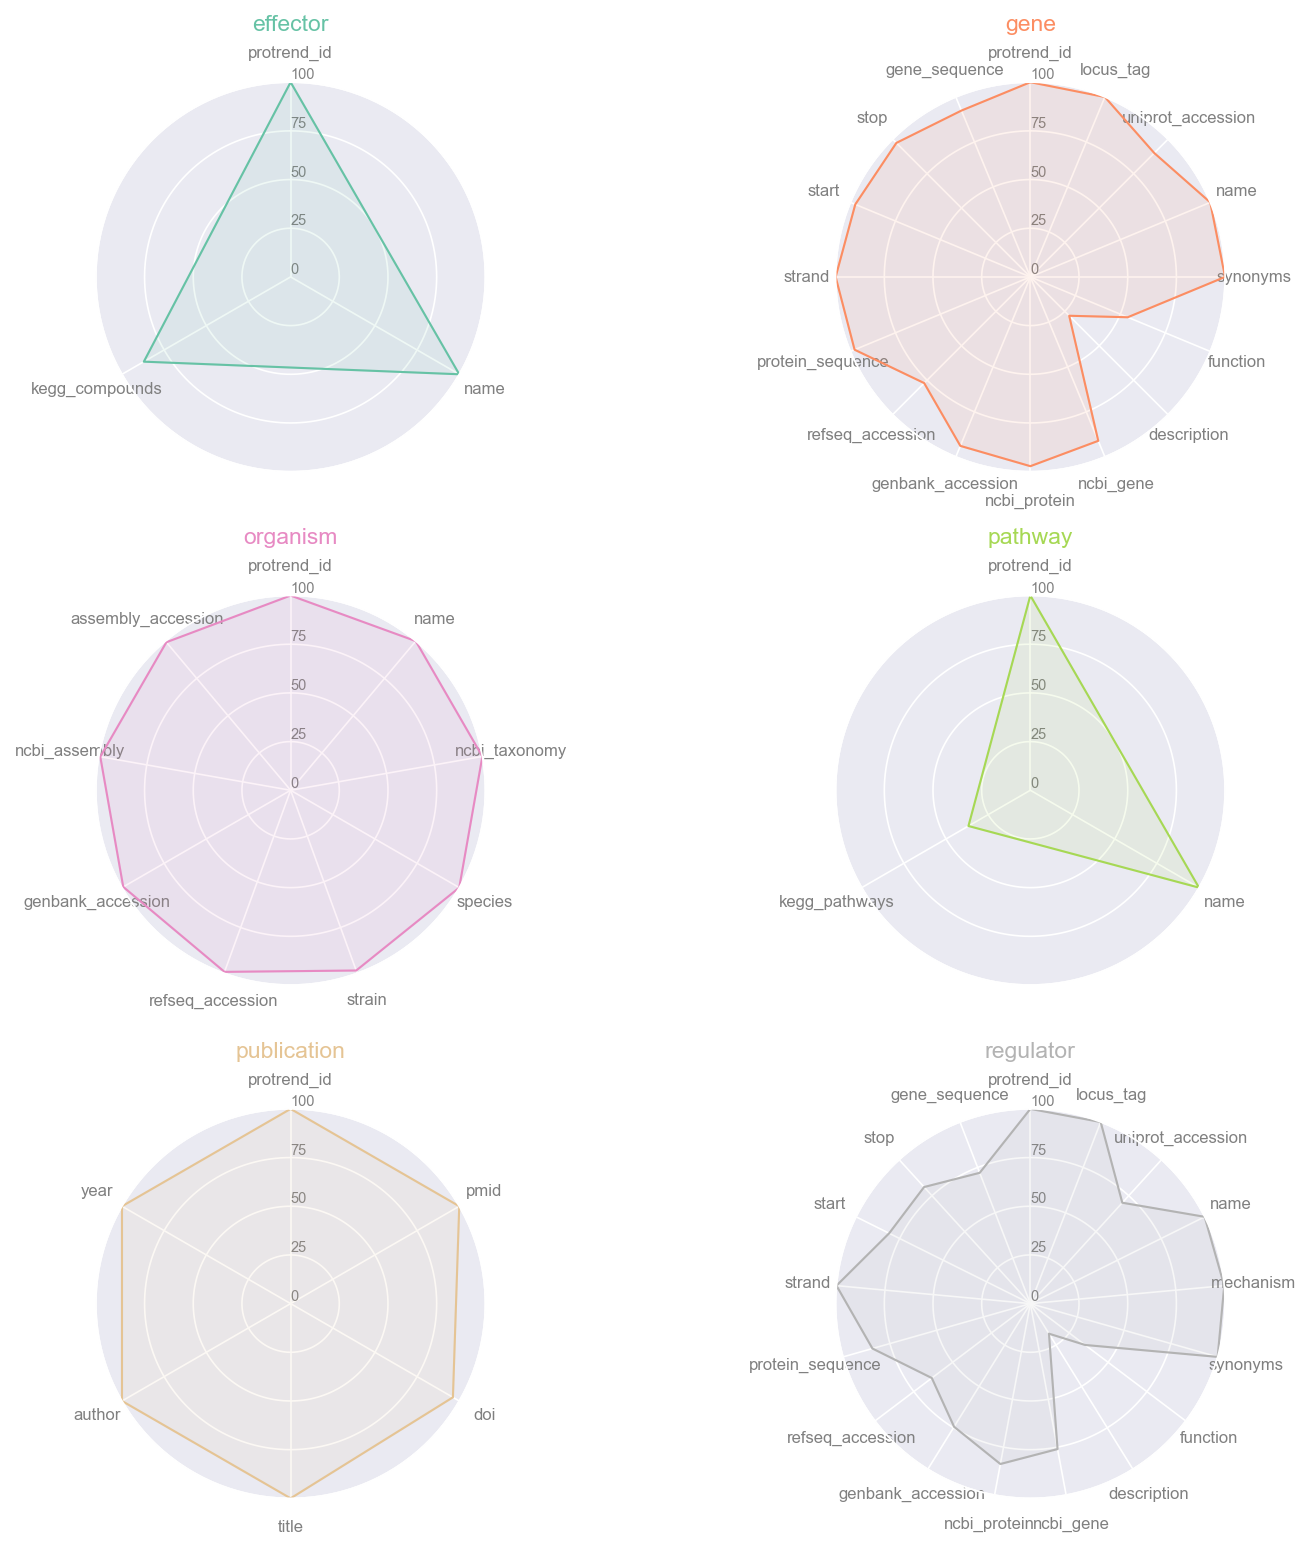 effector
protrend_id
100
75
50
25
0
kegg_compounds
name
gene
protrend_id
gene_sequence
locus_tag
100
stop
uniprot_accession
75
50
start
name
25
0
strand
synonyms
protein_sequence
function
refseq_accession
description
genbank_accession
ncbi_gene
ncbi_protein
organism
protrend_id
100
assembly_accession
name
75
50
ncbi_assembly
ncbi_taxonomy
25
0
genbank_accession
species
refseq_accession
strain
pathway
protrend_id
100
75
50
25
0
kegg_pathways
name
publication
protrend_id
100
75
year
pmid
50
25
0
author
doi
title
regulator
protrend_id
gene_sequence
locus_tag
100
stop
uniprot_accession
75
start
name
50
25
strand
mechanism
0
protein_sequence
synonyms
refseq_accession
function
genbank_accession
description
ncbi_protein
ncbi_gene